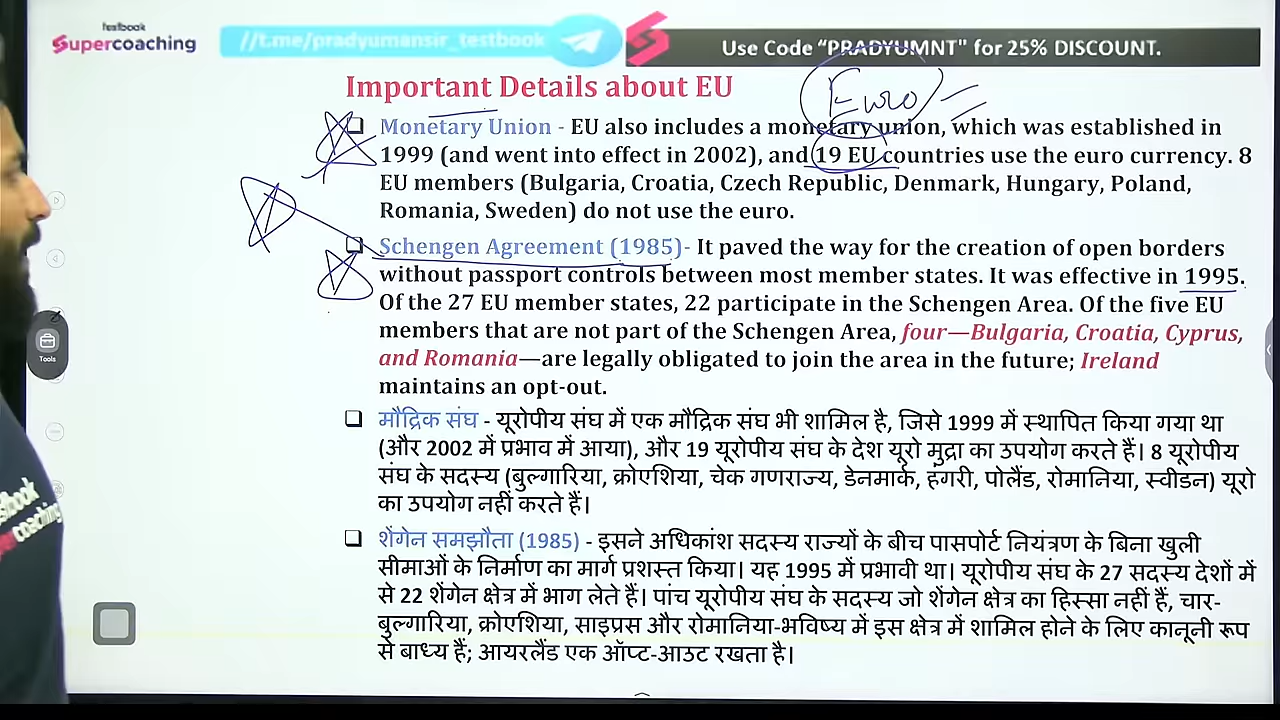 testbook
Supercoaching
//t.me/pradyumansir_testbook
Use Code “PRADYUMNT" for 25% DISCOUNT.
Important Details about EU
Euro
Monetary Union - EU also includes a monetary union, which was established in
1999 (and went into effect in 2002), and 19 EU countries use the euro currency. 8
EU members (Bulgaria, Croatia, Czech Republic, Denmark, Hungary, Poland,
Romania, Sweden) do not use the euro.
Schengen Agreement (1985)- It paved the way for the creation of open borders
without passport controls between most member states. It was effective in 1995.
Of the 27 EU member states, 22 participate in the Schengen Area. Of the five EU
members that are not part of the Schengen Area, four—Bulgaria, Croatia, Cyprus,
and Romania—are legally obligated to join the area in the future; Ireland
maintains an opt-out.
Tools
मौद्रिक संघ - यूरोपीय संघ में एक मौद्रिक संघ भी शामिल है, जिसे 1999 में स्थापित किया गया था
(और 2002 में प्रभाव में आया), और 19 यूरोपीय संघ के देश यूरो मुद्रा का उपयोग करते हैं। 8 यूरोपीय
संघ के सदस्य (बुल्गारिया, क्रोएशिया, चेक गणराज्य, डेनमार्क, हंगरी, पोलैंड, रोमानिया, स्वीडन) यूरो
का उपयोग नहीं करते हैं।
शेंगेन समझौता (1985) - इसने अधिकांश सदस्य राज्यों के बीच पासपोर्ट नियंत्रण के बिना खुली
सीमाओं के निर्माण का मार्ग प्रशस्त किया। यह 1995 में प्रभावी था। यूरोपीय संघ के 27 सदस्य देशों में
से 22 शेंगेन क्षेत्र में भाग लेते हैं। पांच यूरोपीय संघ के सदस्य जो शेंगेन क्षेत्र का हिस्सा नहीं हैं, चार-
बुल्गारिया, क्रोएशिया, साइप्रस और रोमानिया-भविष्य में इस क्षेत्र में शामिल होने के लिए कानूनी रूप
से बाध्य हैं; आयरलैंड एक ऑप्ट-आउट रखता है।